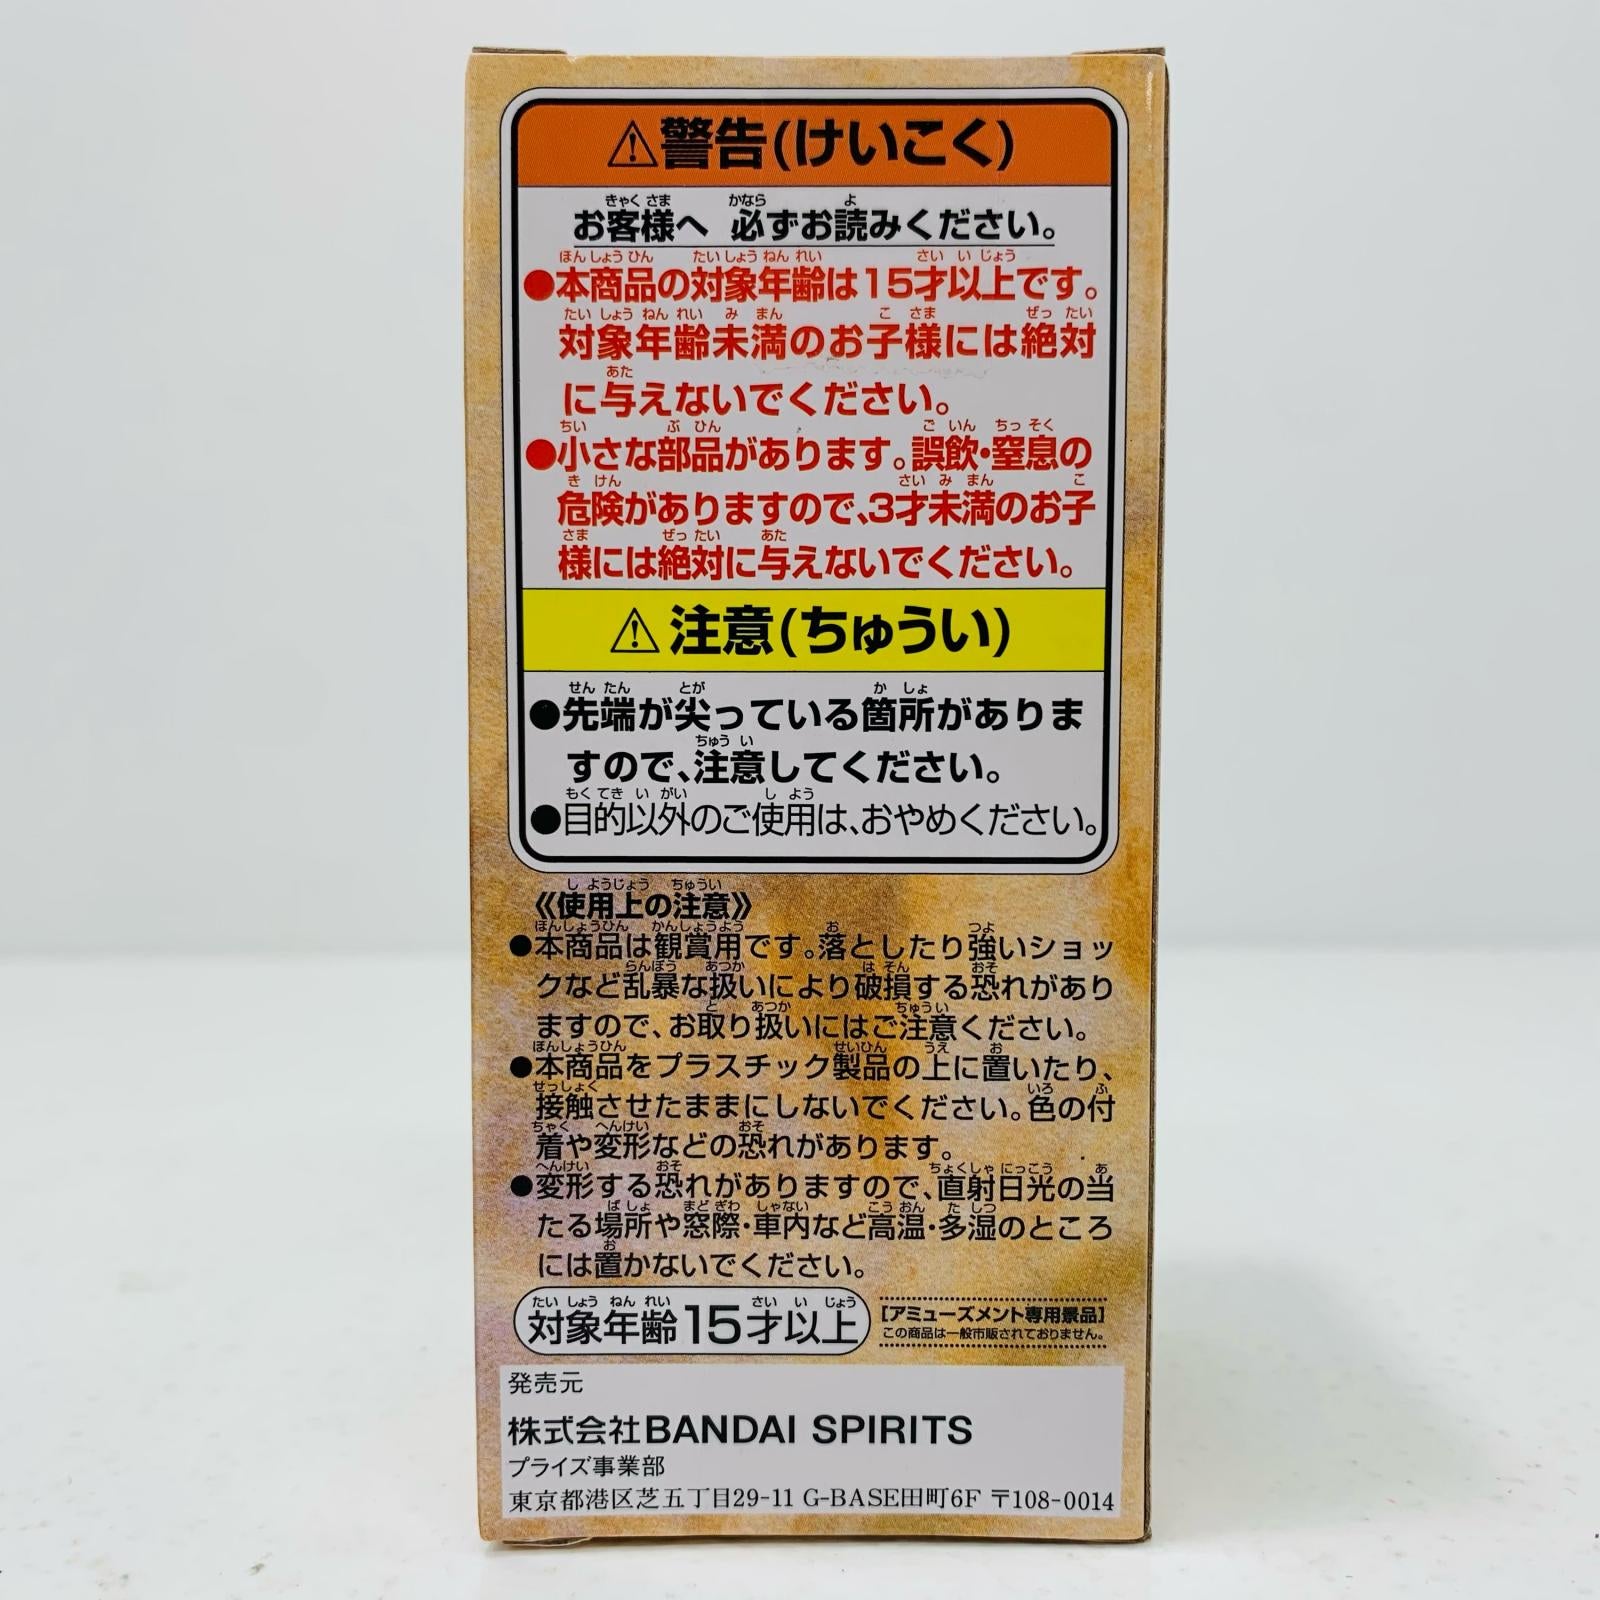 ⚠警告(けいこく)
お客様へ 必ずお読みください。
●本商品の対象年齢は15才以上です。
対象年齢未満のお子様には絶対
に与えないでください。
●小さな部品があります。誤飲・窒息の
危険がありますので、3才未満のお子
様には絶対に与えないでください。
⚠注意(ちゅうい)
●先端が尖っている箇所がありま
すので、注意してください。
●目的以外のご使用は、おやめください。
《使用上の注意》
●本商品は観賞用です。落としたり強いショッ
クなど乱暴な扱いにより破損する恐れがあり
ますので、お取り扱いにはご注意ください。
●本商品をプラスチック製品の上に置いたり、
接触させたままにしないでください。色の付
着や変形などの恐れがあります。
●変形する恐れがありますので、直射日光の当
たる場所や窓際・車内など高温・多湿のところ
には置かないでください。
対象年齢15才以上
[アミューズメント専用景品]
この商品は一般市販されておりません。
発売元
株式会社BANDAI SPIRITS
プライズ事業部
東京都港区芝五丁目29-11 G-BASE田町6F 〒108-0014